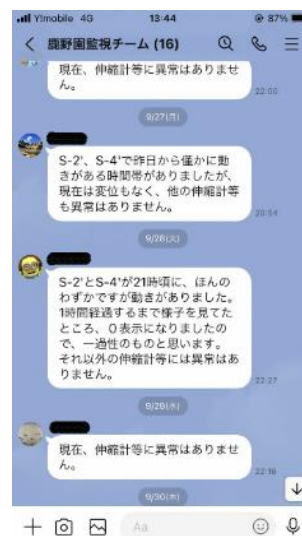 Y!mobile 4G 13:44 87%
鹿野園監視チーム (16)
現在、伸縮計等に異常はありませ
ん。
22:00
9/27(月)
S-2'、S-4'で昨日から僅かに動
きがある時間帯がありましたが、
現在は変位もなく、他の伸縮計等
も異常はありません。
20:54
9/28(火)
S-2'とS-4'が21時頃に、ほんの
わずかですが動きがありました。
1時間経過するまで様子を見てた
ところ、0表示になりましたの
で、一過性のものと思います。
それ以外の伸縮計等には異常はあ
りません。
22:27
9/29(水)
現在、伸縮計等に異常はありませ
ん。
22:16
9/30(木)
Aa